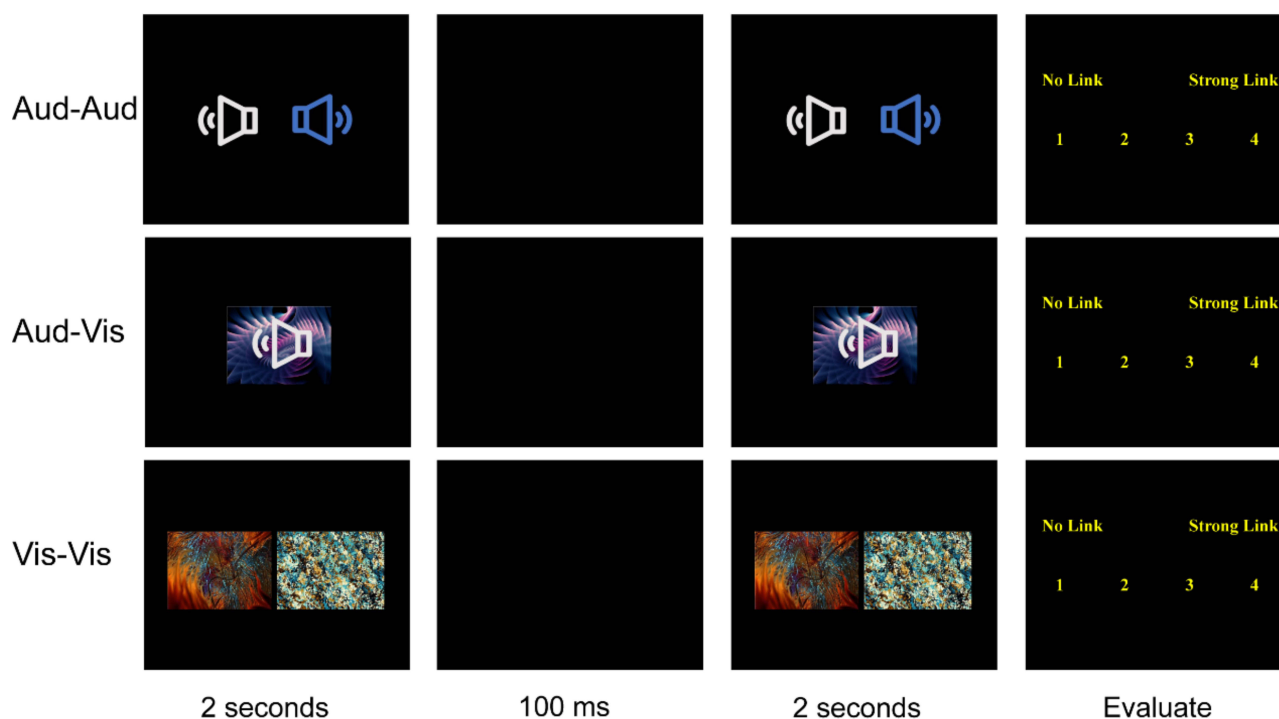 Aud-Aud
No Link Strong Link
1 2 3 4
Aud-Vis
No Link Strong Link
1 2 3 4
Vis-Vis
No Link Strong Link
1 2 3 4
2 seconds 100 ms 2 seconds Evaluate